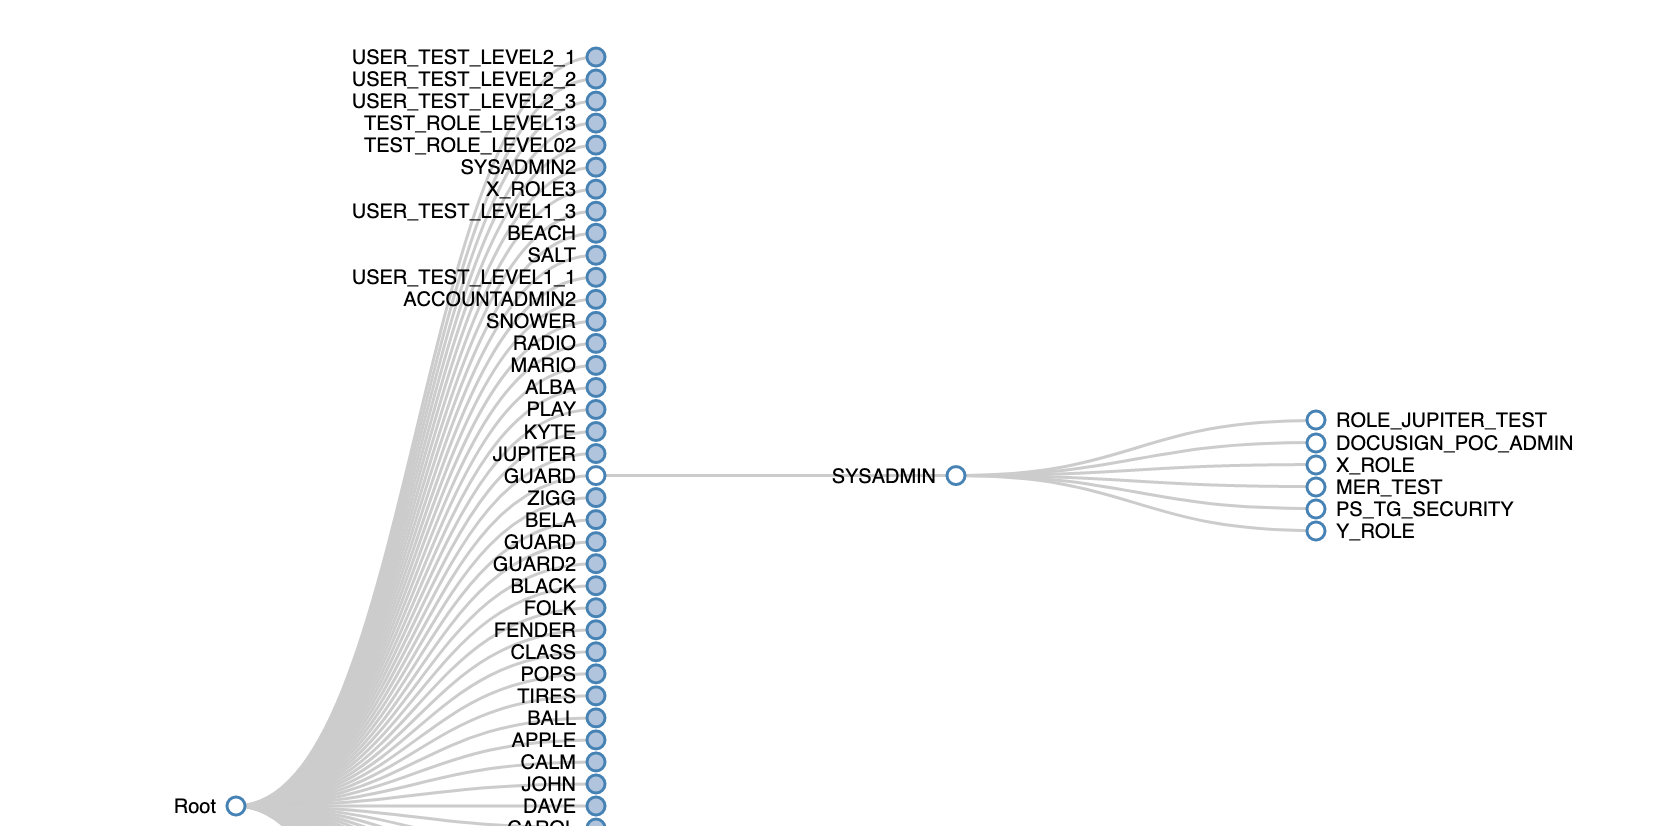 USER_TEST_LEVEL2_1
USER_TEST_LEVEL2_2
USER_TEST_LEVEL2_3
TEST_ROLE_LEVEL13
TEST_ROLE_LEVEL02
SYSADMIN2
X_ROLE3
USER_TEST_LEVEL1_3
BEACH
SALT
USER_TEST_LEVEL1_1
ACCOUNTADMIN2
SNOWER
RADIO
MARIO
ALBA
PLAY
KYTE
JUPITER
GUARD
ZIGG
BELA
GUARD
GUARD2
BLACK
FOLK
FENDER
CLASS
POPS
TIRES
BALL
APPLE
CALM
JOHN
DAVE
CAROL
Root
SYSADMIN
ROLE_JUPITER_TEST
DOCUSIGN_POC_ADMIN
X_ROLE
MER_TEST
PS_TG_SECURITY
Y_ROLE